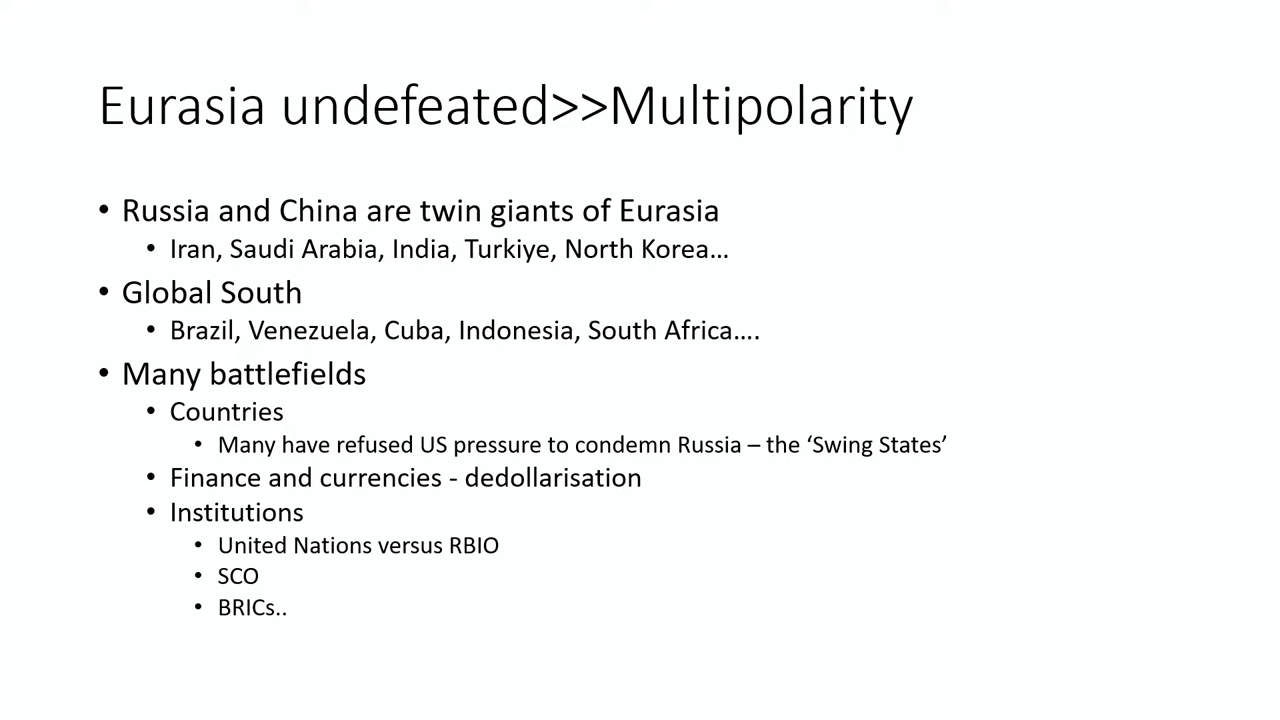 Eurasia undefeated>>Multipolarity
• Russia and China are twin giants of Eurasia
• Iran, Saudi Arabia, India, Turkiye, North Korea…
• Global South
• Brazil, Venezuela, Cuba, Indonesia, South Africa….
• Many battlefields
• Countries
• Many have refused US pressure to condemn Russia – the ‘Swing States’
• Finance and currencies - dedollarisation
• Institutions
• United Nations versus RBIO
• SCO
• BRICs..